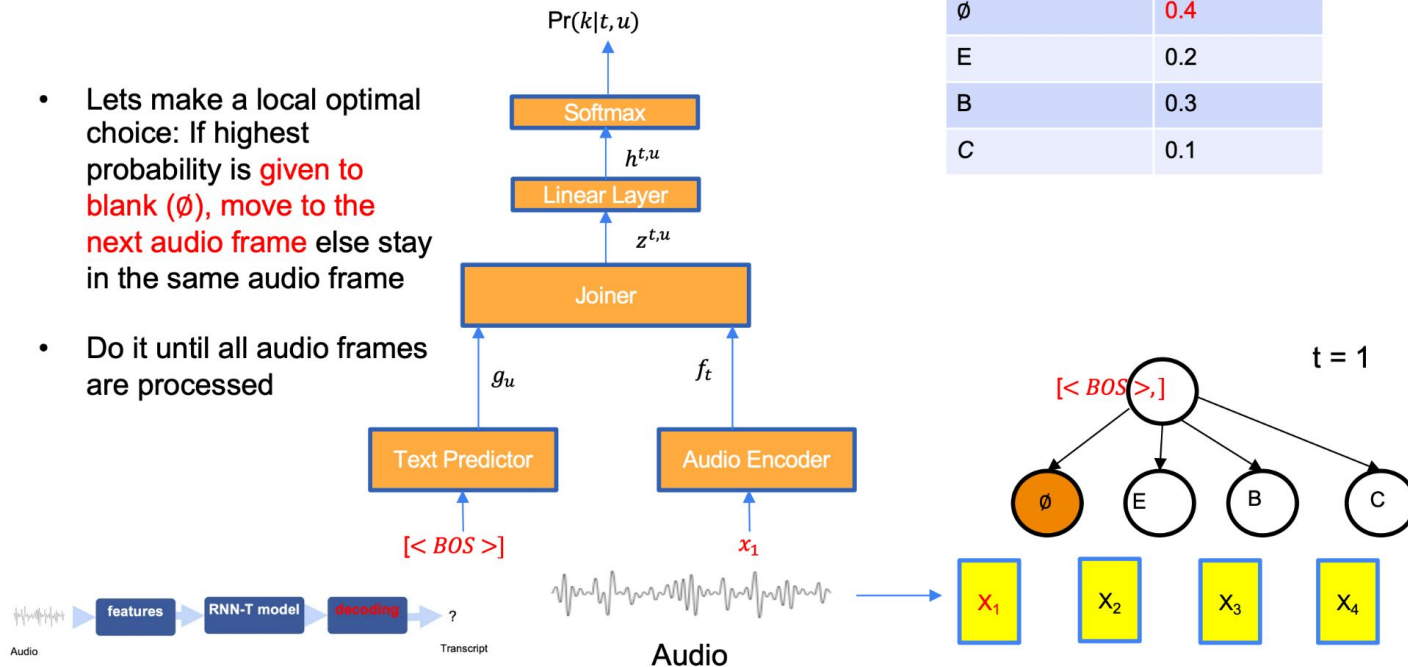 Pr(k|t, u)
∅ 0.4
E 0.2
B 0.3
C 0.1
• Lets make a local optimal
choice: If highest
probability is given to
blank (∅), move to the
next audio frame else stay
in the same audio frame
• Do it until all audio frames
are processed
Softmax
h^{t,u}
Linear Layer
z^{t,u}
Joiner
g_u
f_t
Text Predictor
Audio Encoder
[< BOS >]
x_1
t = 1
[< BOS >,]
∅ E B C
X_1 X_2 X_3 X_4
features
RNN-T model
decoding
?
Audio
Transcript
Audio